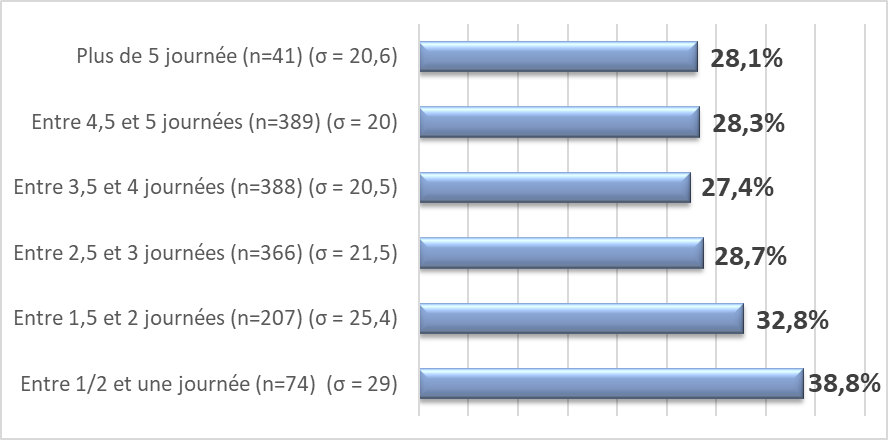 Plus de 5 journée (n=41) (σ = 20,6) 28,1%
Entre 4,5 et 5 journées (n=389) (σ = 20) 28,3%
Entre 3,5 et 4 journées (n=388) (σ = 20,5) 27,4%
Entre 2,5 et 3 journées (n=366) (σ = 21,5) 28,7%
Entre 1,5 et 2 journées (n=207) (σ = 25,4) 32,8%
Entre 1/2 et une journée (n=74)  (σ = 29) 38,8%